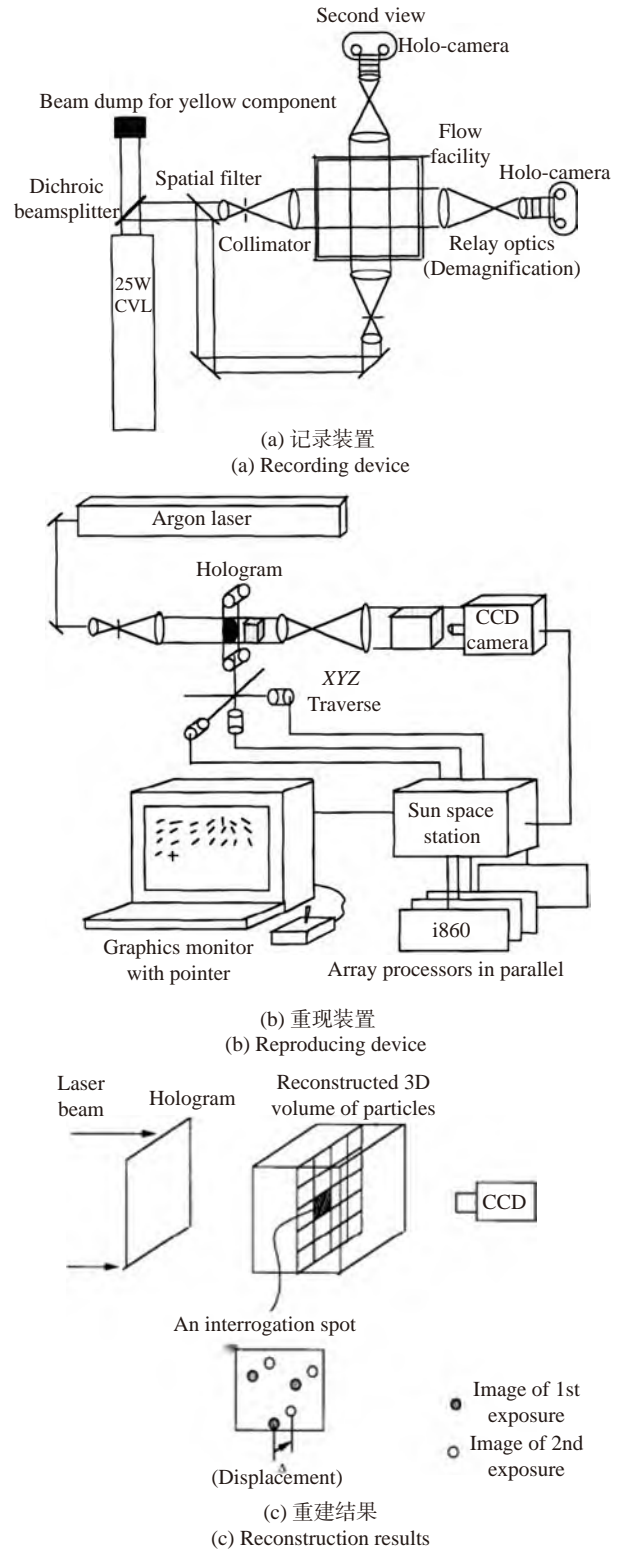 Second view
Holo-camera
Beam dump for yellow component
Flow
facility
Holo-camera
Dichroic
beamsplitter
Spatial filter
Collimator
Relay optics
(Demagnification)
25W
CVL
(a) 记录装置
(a) Recording device
Argon laser
Hologram
CCD
camera
XYZ
Traverse
Sun space
station
i860
Graphics monitor
with pointer
Array processors in parallel
(b) 重现装置
(b) Reproducing device
Laser
beam
Hologram
Reconstructed 3D
volume of particles
CCD
An interrogation spot
Image of 1st
exposure
Image of 2nd
exposure
Δ
(Displacement)
(c) 重建结果
(c) Reconstruction results